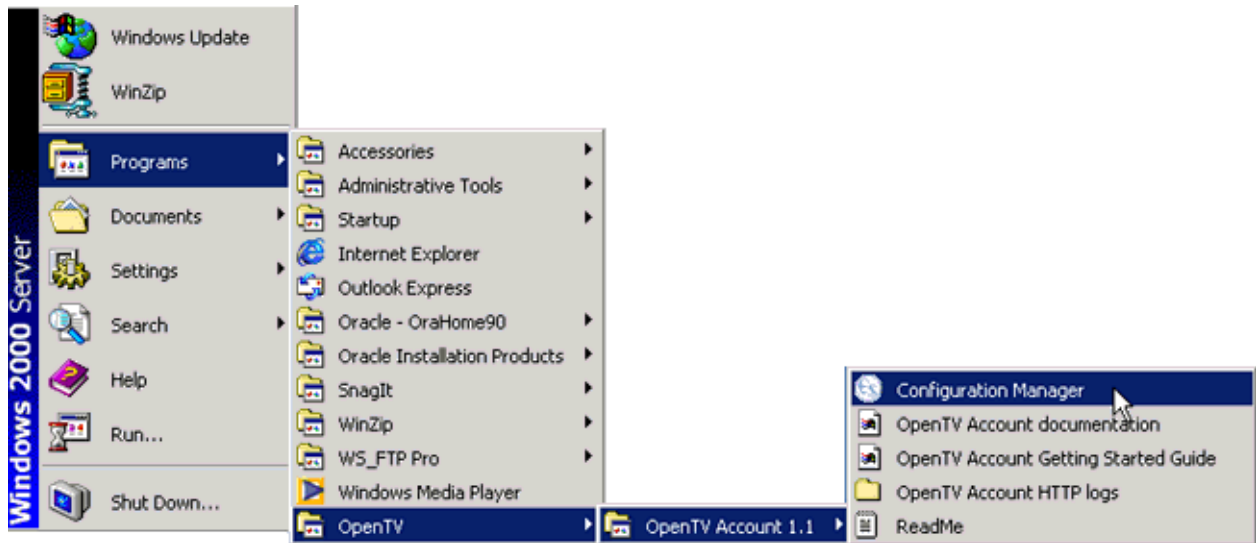 Windows 2000 Server
Windows Update
WinZip
Programs
Documents
Settings
Search
Help
Run...
Shut Down...
Accessories
Administrative Tools
Startup
Internet Explorer
Outlook Express
Oracle - OraHome90
Oracle Installation Products
SnagIt
WinZip
WS_FTP Pro
Windows Media Player
OpenTV
OpenTV Account 1.1
Configuration Manager
OpenTV Account documentation
OpenTV Account Getting Started Guide
OpenTV Account HTTP logs
ReadMe